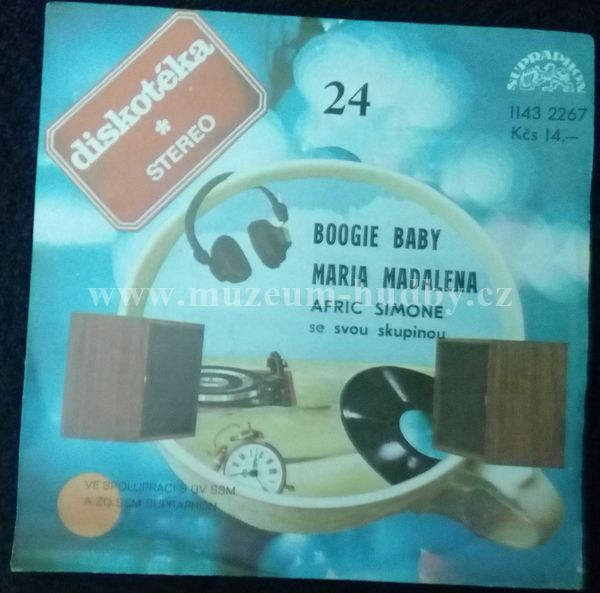 diskotéka
*
STEREO
24
SUPRAPHON
1143 2267
Kčs 14,–
BOOGIE BABY
MARIA MADALENA
www.muzeum-hudby.cz
AFRIC SIMONE
se svou skupinou
VE SPOLUPRÁCI S ÚV SSM
A ZO SSM SUPRAPHON